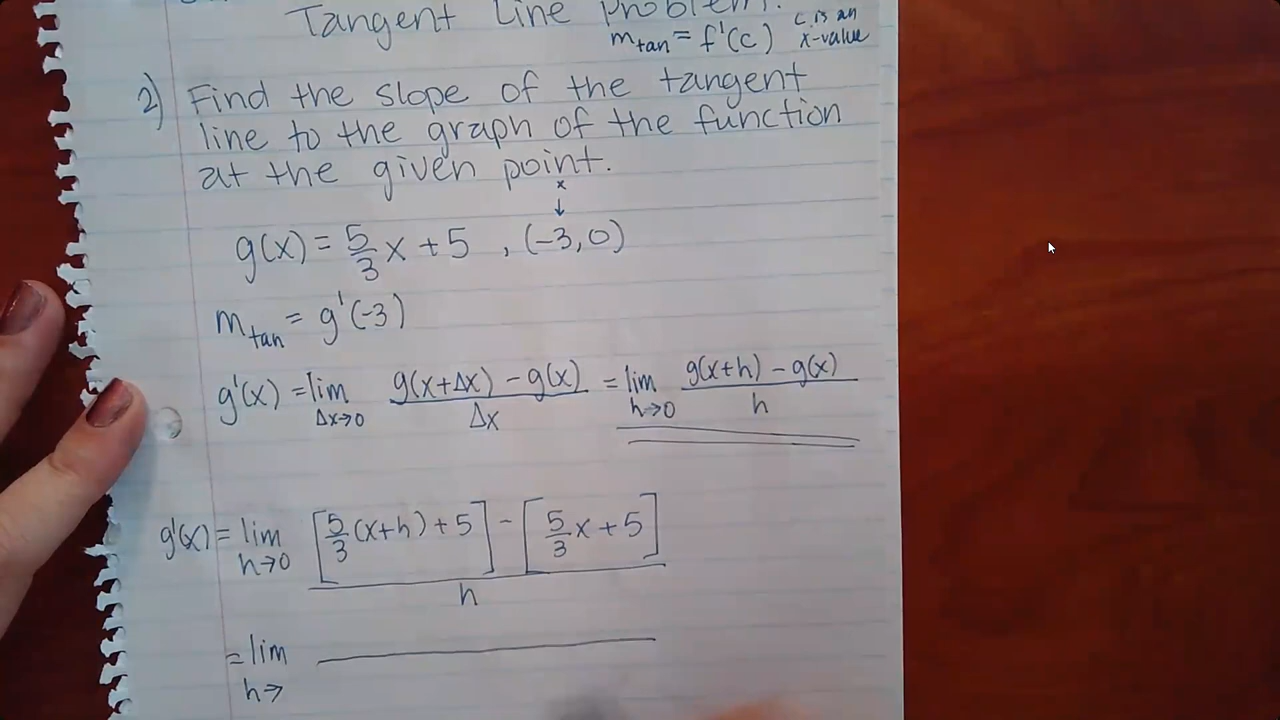 Tangent Line Problem:
m_tan = f'(c) c is an x-value
2) Find the slope of the tangent
line to the graph of the function
at the given point.
x
↓
g(x) = 5/3 x + 5 , (-3,0)
m_tan = g'(-3)
g'(x) = lim Δx→0 g(x+Δx) - g(x) / Δx = lim h→0 g(x+h) - g(x) / h
g'(x) = lim h→0 [5/3 (x+h) + 5] - [5/3 x + 5] / h
= lim h→